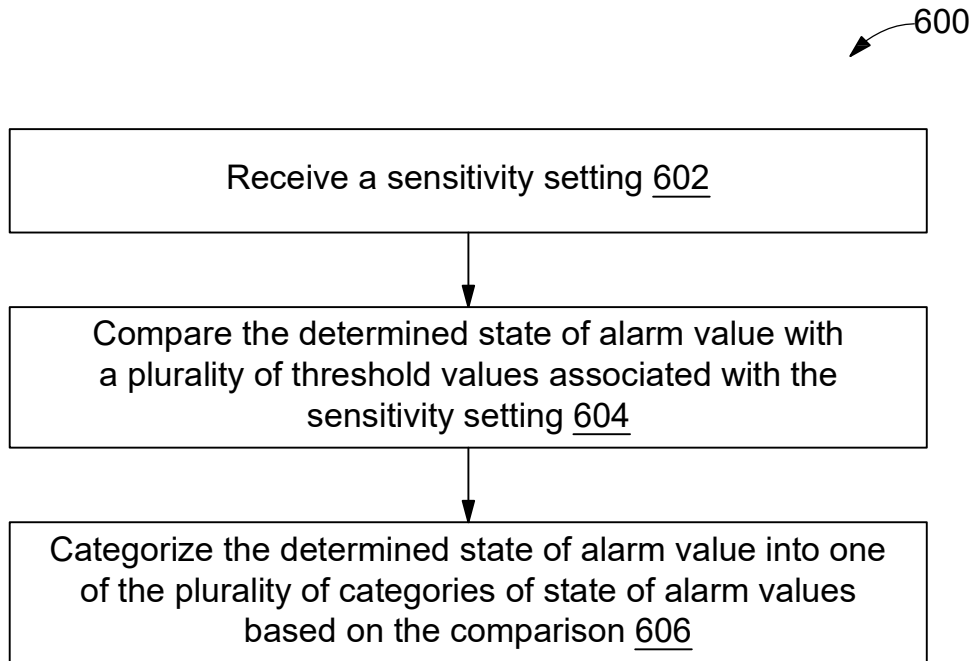 600
Receive a sensitivity setting 602
Compare the determined state of alarm value with
a plurality of threshold values associated with the
sensitivity setting 604
Categorize the determined state of alarm value into one
of the plurality of categories of state of alarm values
based on the comparison 606